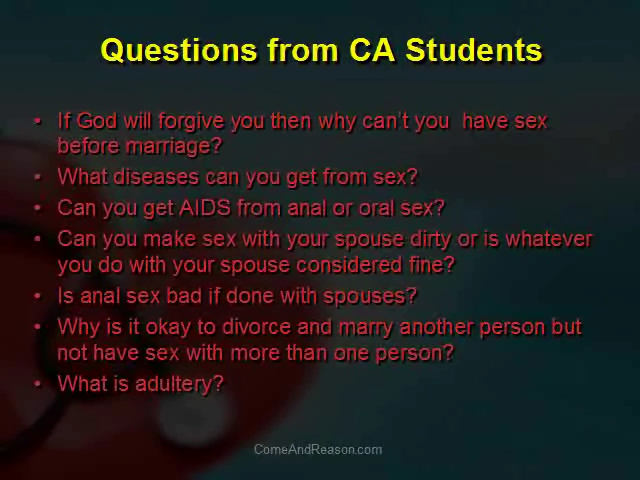 Questions from CA Students
• If God will forgive you then why can't you  have sex
before marriage?
• What diseases can you get from sex?
• Can you get AIDS from anal or oral sex?
• Can you make sex with your spouse dirty or is whatever
you do with your spouse considered fine?
• Is anal sex bad if done with spouses?
• Why is it okay to divorce and marry another person but
not have sex with more than one person?
• What is adultery?
ComeAndReason.com